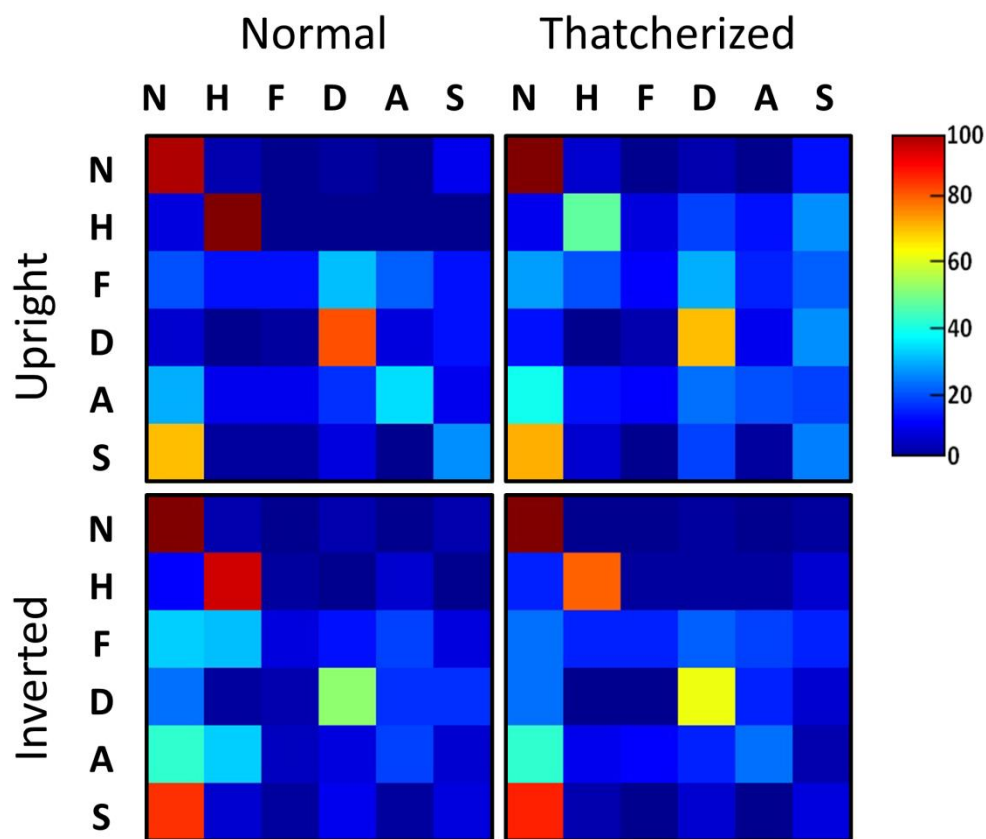 Normal Thatcherized
N H F D A S N H F D A S
Upright
N
H
F
D
A
S
100
80
60
40
20
0
Inverted
N
H
F
D
A
S